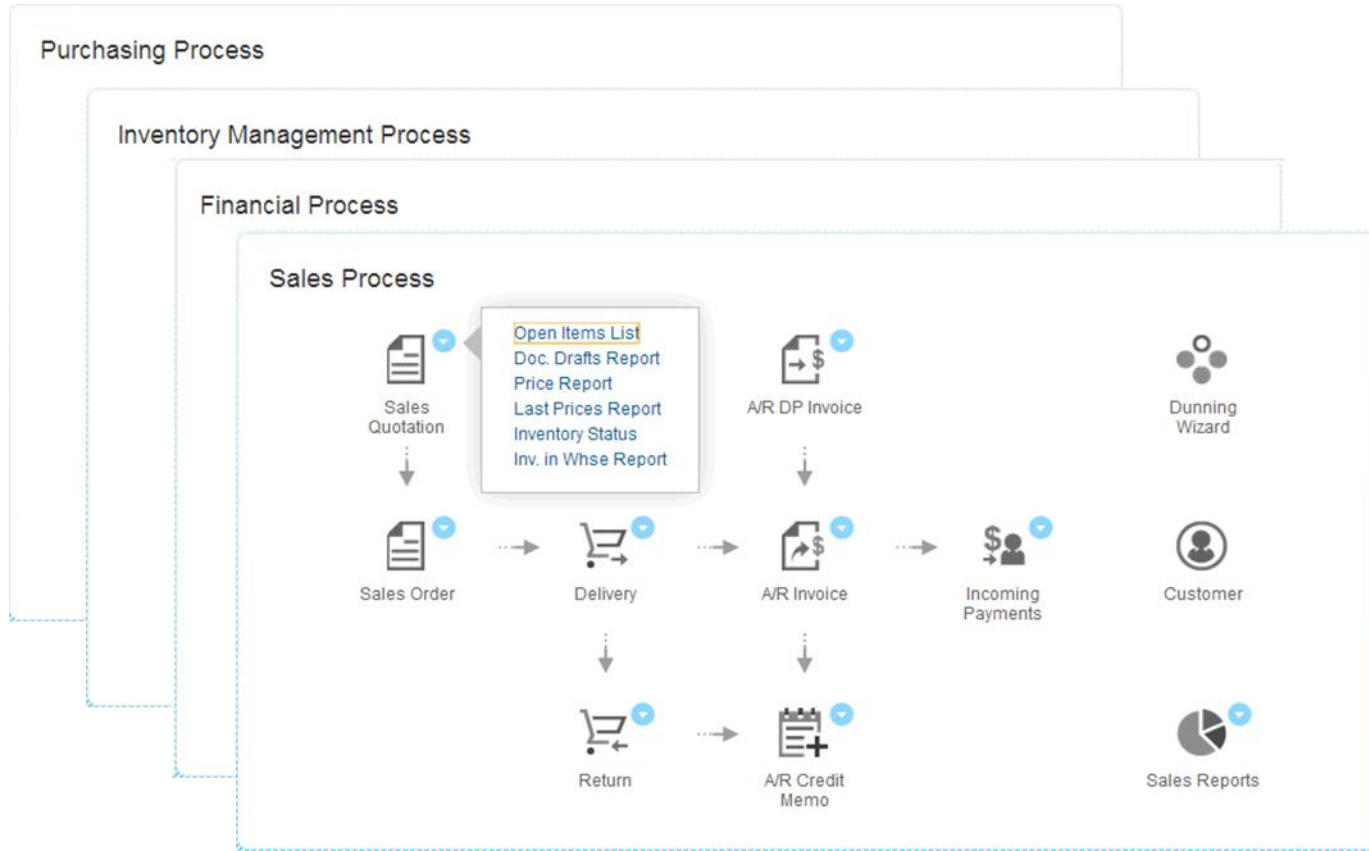 Purchasing Process
Inventory Management Process
Financial Process
Sales Process
Sales
Quotation
Open Items List
Doc. Drafts Report
Price Report
Last Prices Report
Inventory Status
Inv. in Whse Report
A/R DP Invoice
Dunning
Wizard
Sales Order
Delivery
A/R Invoice
Incoming
Payments
Customer
Return
A/R Credit
Memo
Sales Reports